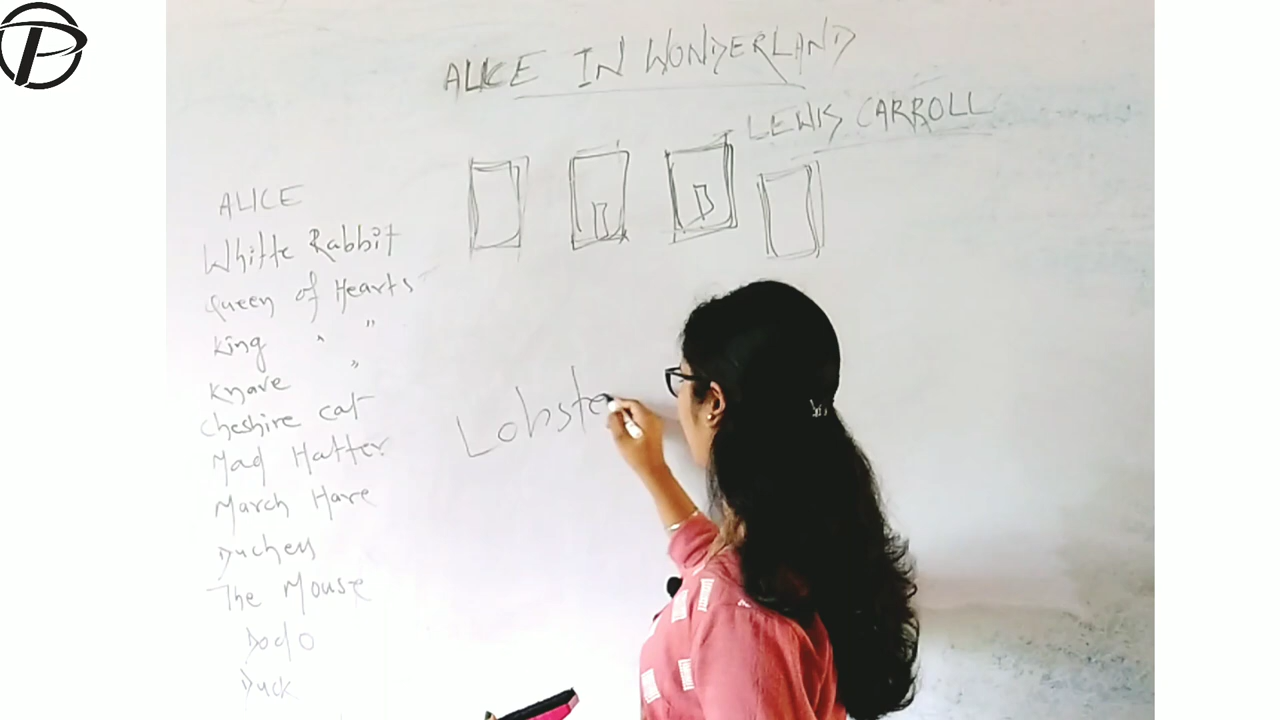 ALICE IN WONDERLAND
LEWIS CARROLL
ALICE
White Rabbit
Queen of Hearts
King " "
Knave "
Cheshire cat
Mad Hatter
March Hare
Duchess
The Mouse
Dodo
Duck
Lobste